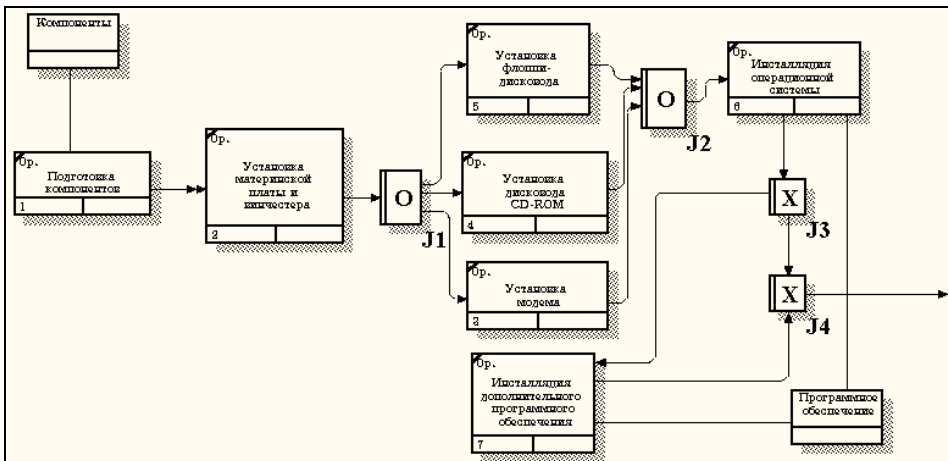 Компоненты
0р.
Подготовка
компонентов
1
0р.
Установка
материнской
платы и
винчестера
2
O
J1
0р.
Установка
флоппи-
дисковода
5
0р.
Установка
дисковода
CD-ROM
4
0р.
Установка
модема
3
O
J2
0р.
Инсталляция
операционной
системы
6
X
J3
X
J4
0р.
Инсталляция
дополнительного
программного
обеспечения
7
Программное
обеспечение